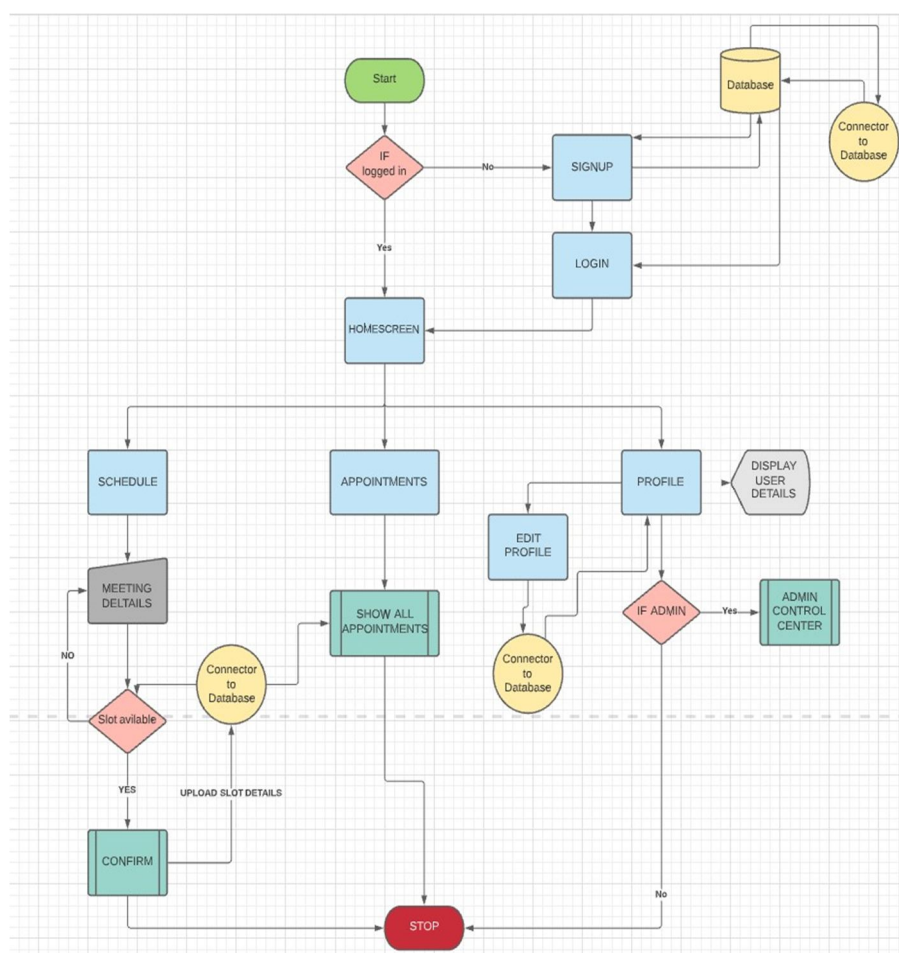 Start
Database
Connector
to
Database
IF
logged in
No
SIGNUP
Yes
LOGIN
HOMESCREEN
SCHEDULE
APPOINTMENTS
PROFILE
DISPLAY
USER
DETAILS
EDIT
PROFILE
MEETING
DELTAILS
SHOW ALL
APPOINTMENTS
IF ADMIN
Yes
ADMIN
CONTROL
CENTER
NO
Connector
to
Database
Connector
to
Database
Slot avilable
YES
UPLOAD SLOT DETAILS
CONFIRM
No
STOP